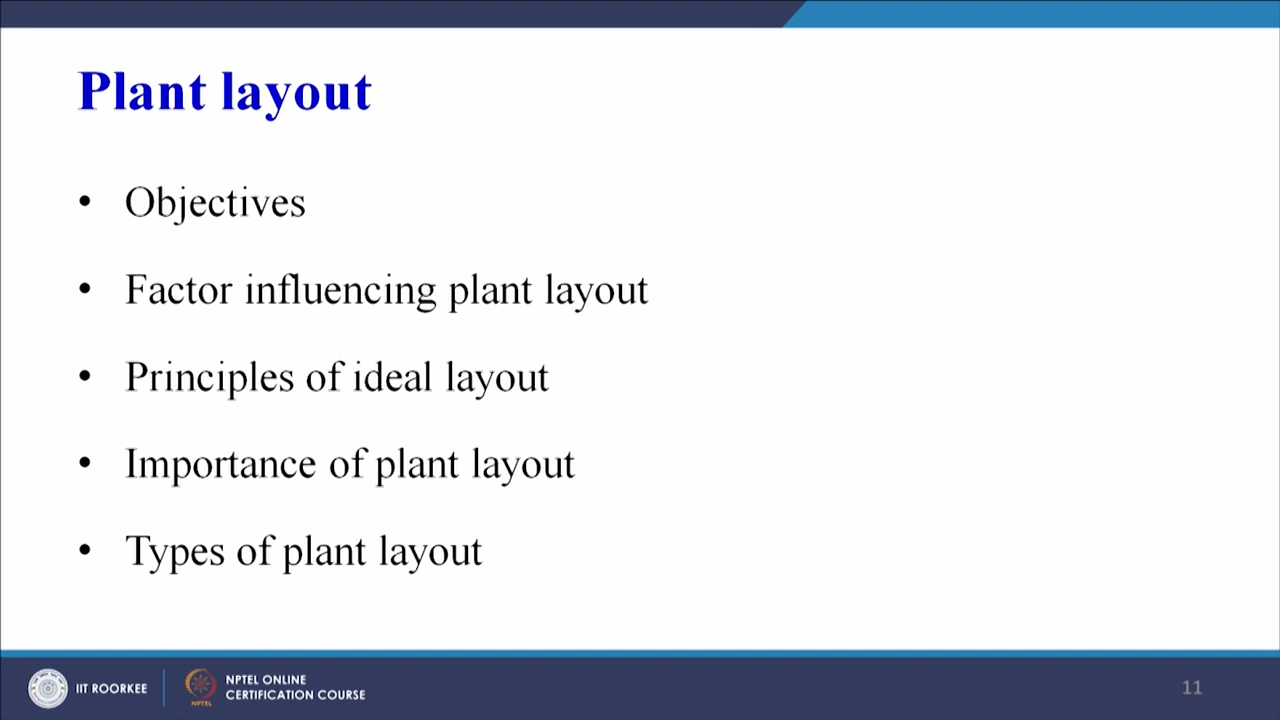 Plant layout
• Objectives
• Factor influencing plant layout
• Principles of ideal layout
• Importance of plant layout
• Types of plant layout
IIT ROORKEE
NPTEL
NPTEL ONLINE
CERTIFICATION COURSE
11